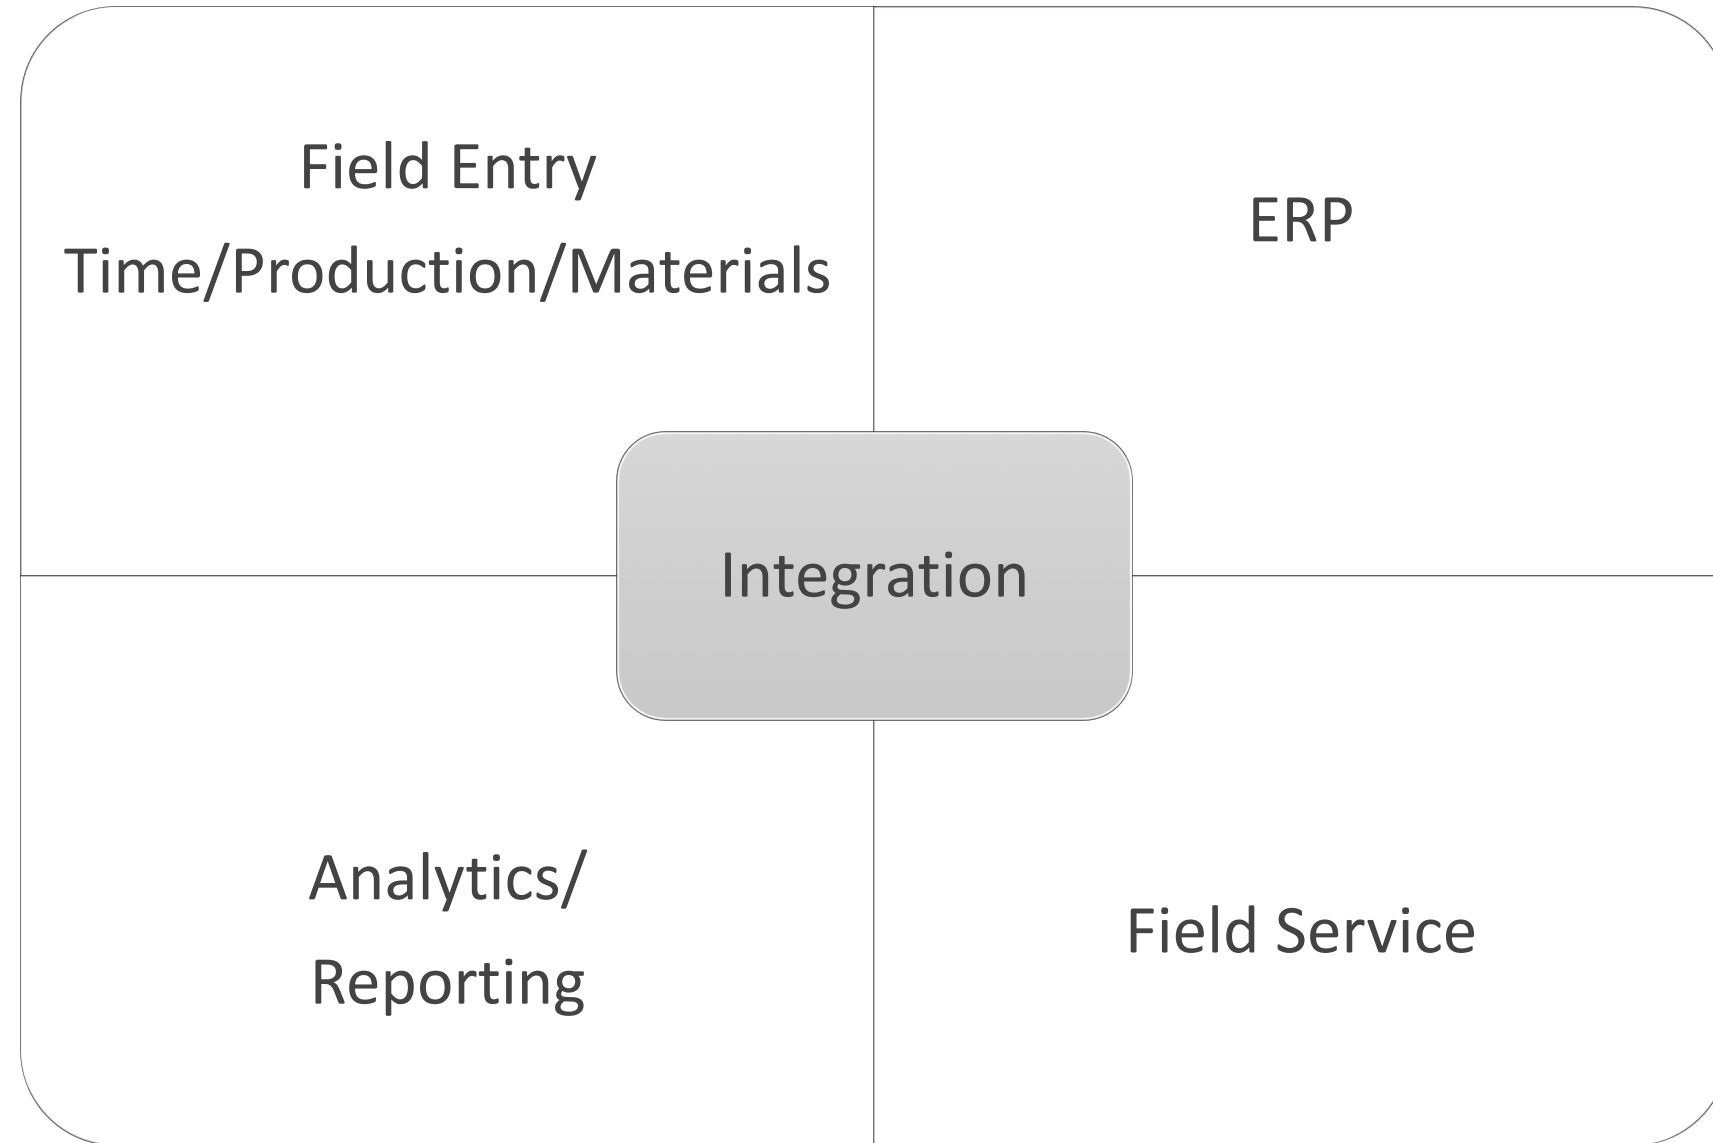 Field Entry
Time/Production/Materials
ERP
Integration
Analytics/
Reporting
Field Service